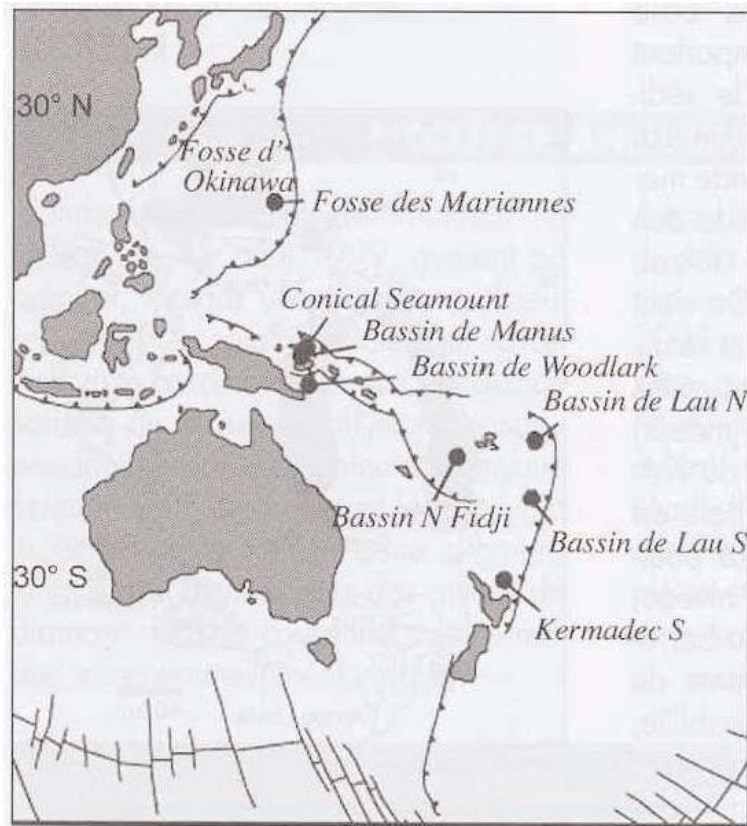 30° N
Fosse d'
Okinawa
Fosse des Mariannes
Conical Seamount
Bassin de Manus
Bassin de Woodlark
Bassin de Lau N
Bassin N Fidji
Bassin de Lau S
30° S
Kermadec S